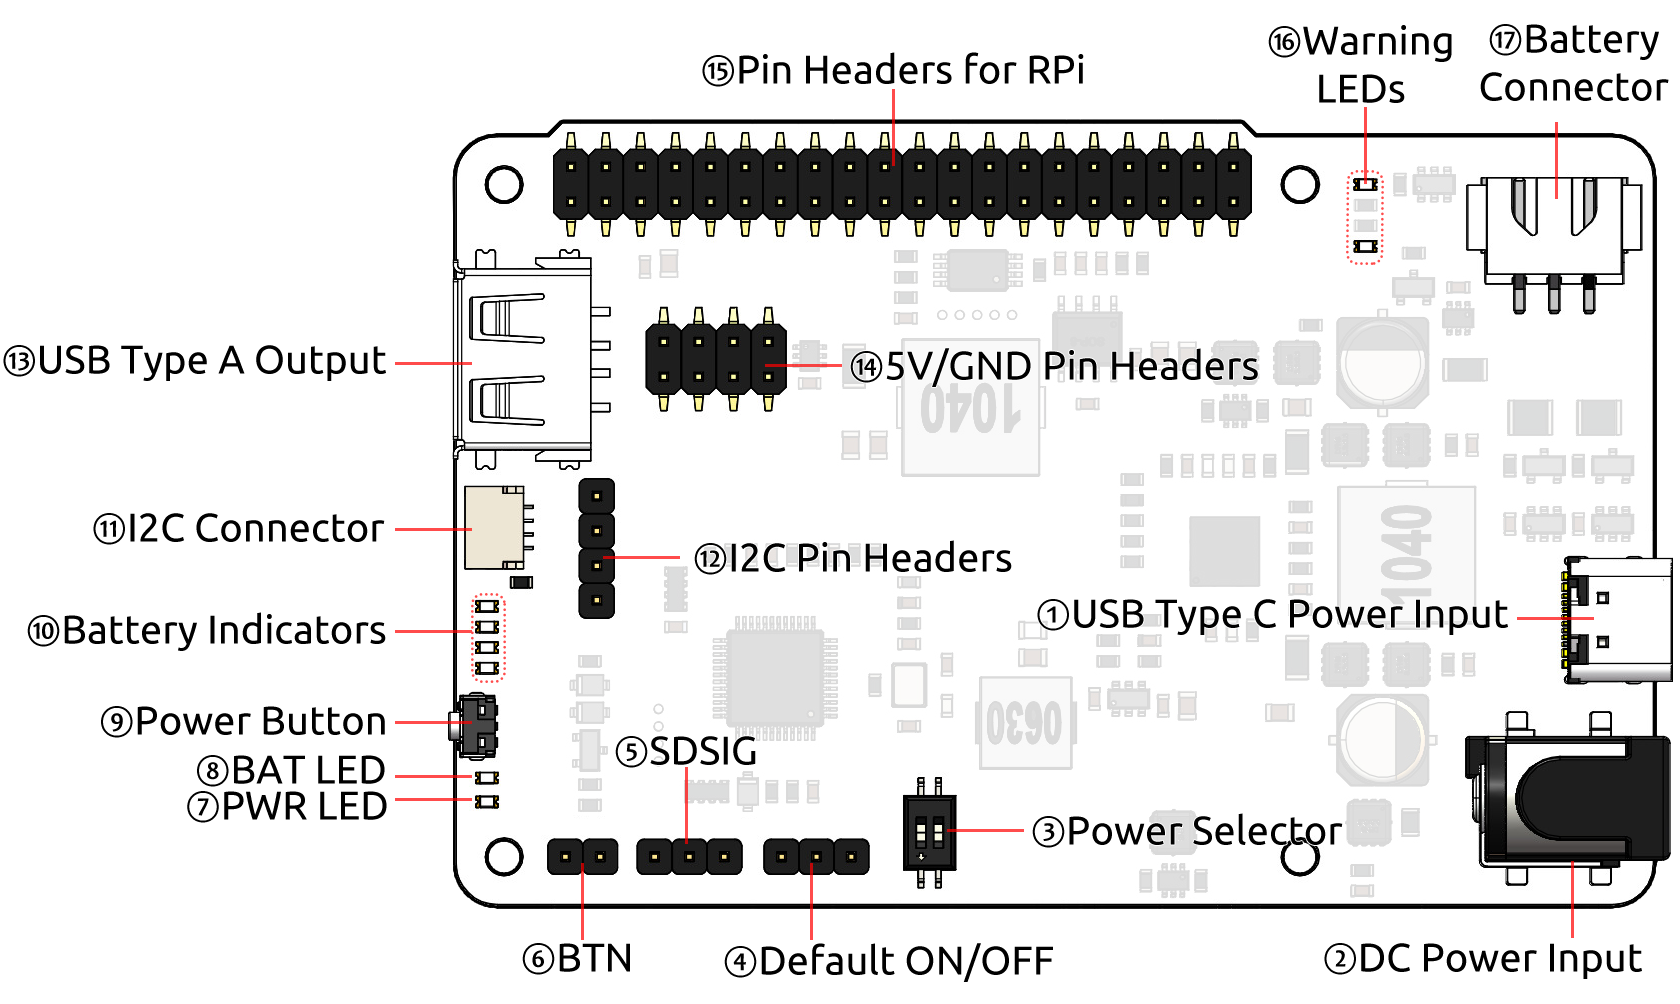 ⑯Warning
LEDs
⑰Battery
Connector
⑮Pin Headers for RPi
⑬USB Type A Output
⑭5V/GND Pin Headers
1040
⑪I2C Connector
⑫I2C Pin Headers
1040
①USB Type C Power Input
⑩Battery Indicators
⑨Power Button
0630
⑤SDSIG
⑧BAT LED
⑦PWR LED
③Power Selector
⑥BTN
④Default ON/OFF
②DC Power Input